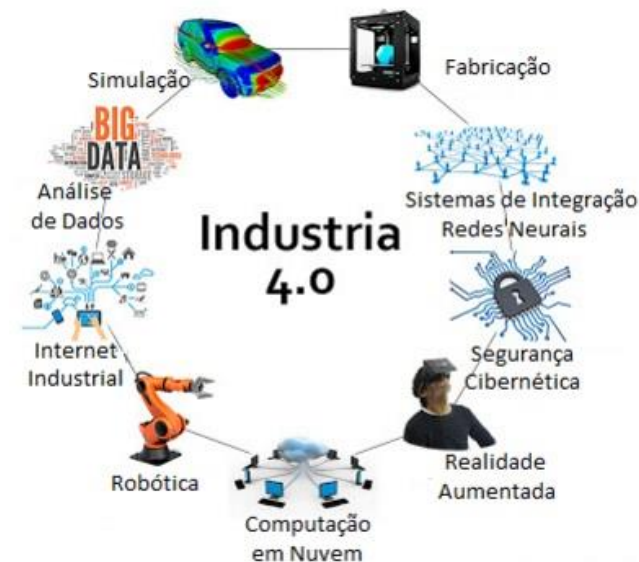 Simulação
Fabricação
BIG
DATA
Análise
de Dados
Sistemas de Integração
Redes Neurais
Industria
4.0
Internet
Industrial
Segurança
Cibernética
Robótica
Realidade
Aumentada
Computação
em Nuvem